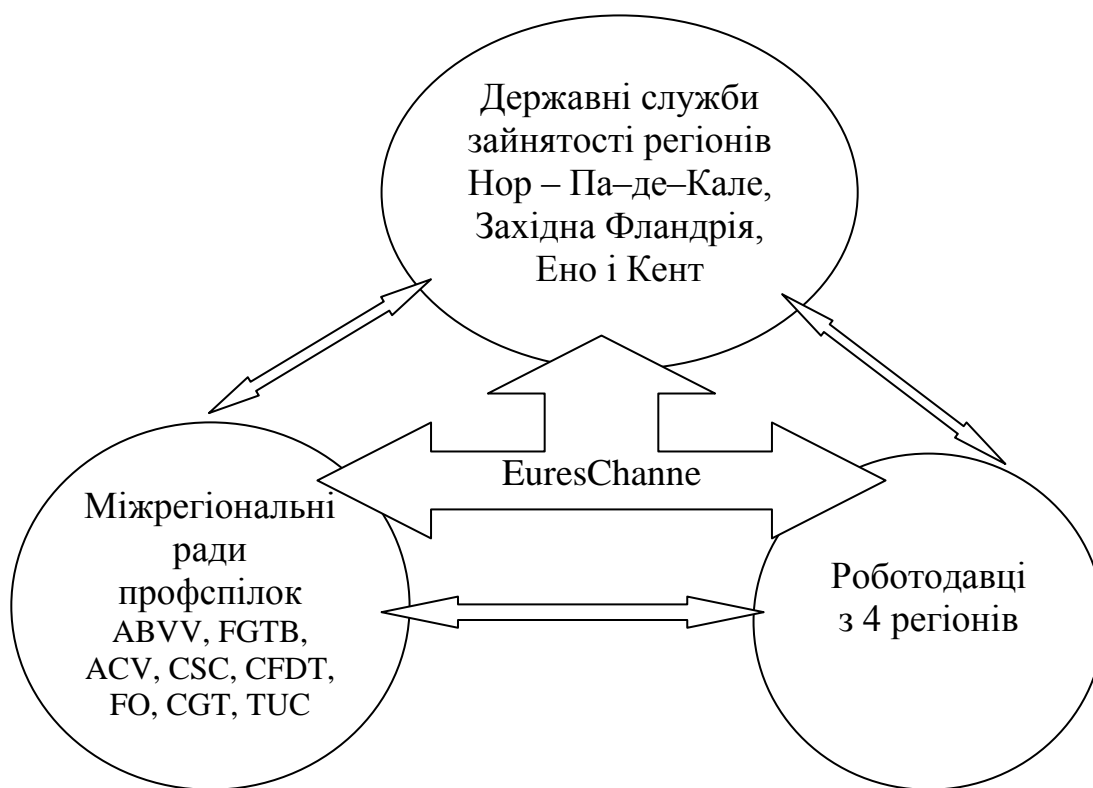 Державні служби
зайнятості регіонів
Нор – Па–де–Кале,
Західна Фландрія,
Ено і Кент
EuresChanne
Міжрегіональні
ради
профспілок
ABVV, FGTB,
ACV, CSC, CFDT,
FO, CGT, TUC
Роботодавці
з 4 регіонів